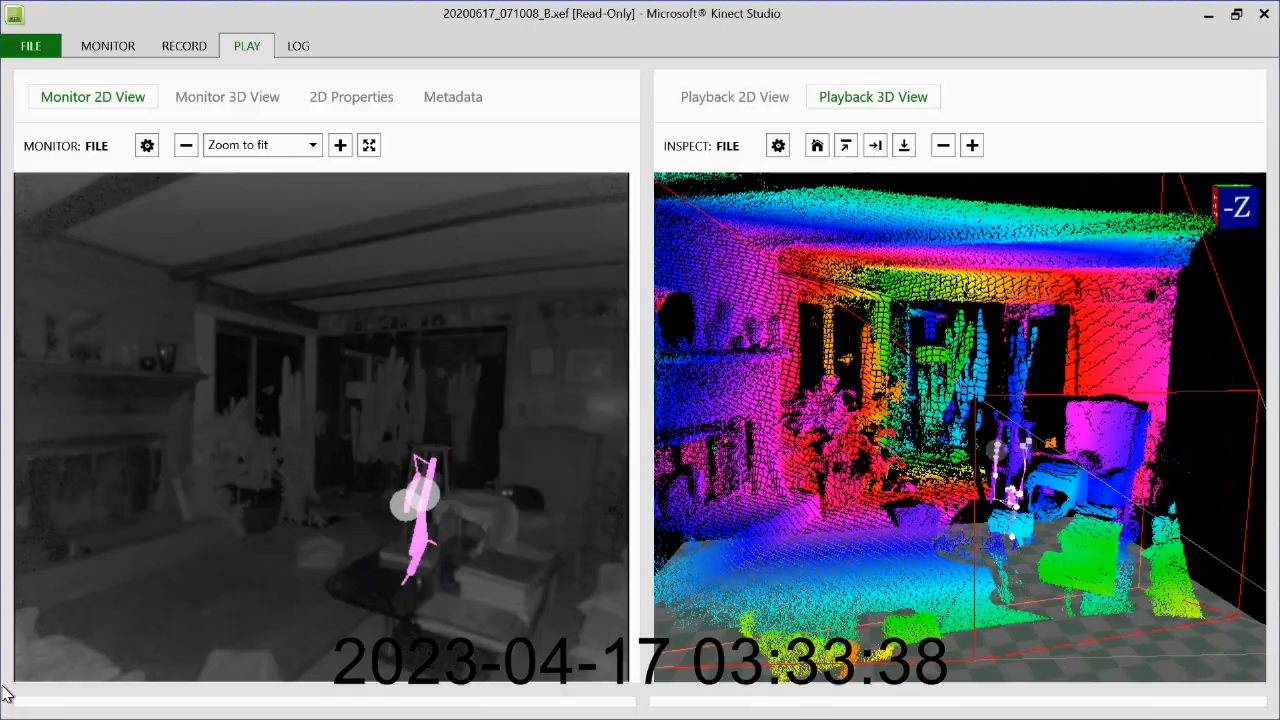 20200617_071008_B.xef [Read-Only] - Microsoft® Kinect Studio
FILE MONITOR RECORD PLAY LOG
Monitor 2D View Monitor 3D View 2D Properties Metadata
Playback 2D View Playback 3D View
MONITOR: FILE Zoom to fit
INSPECT: FILE
-Z
2023-04-17 03:33:38